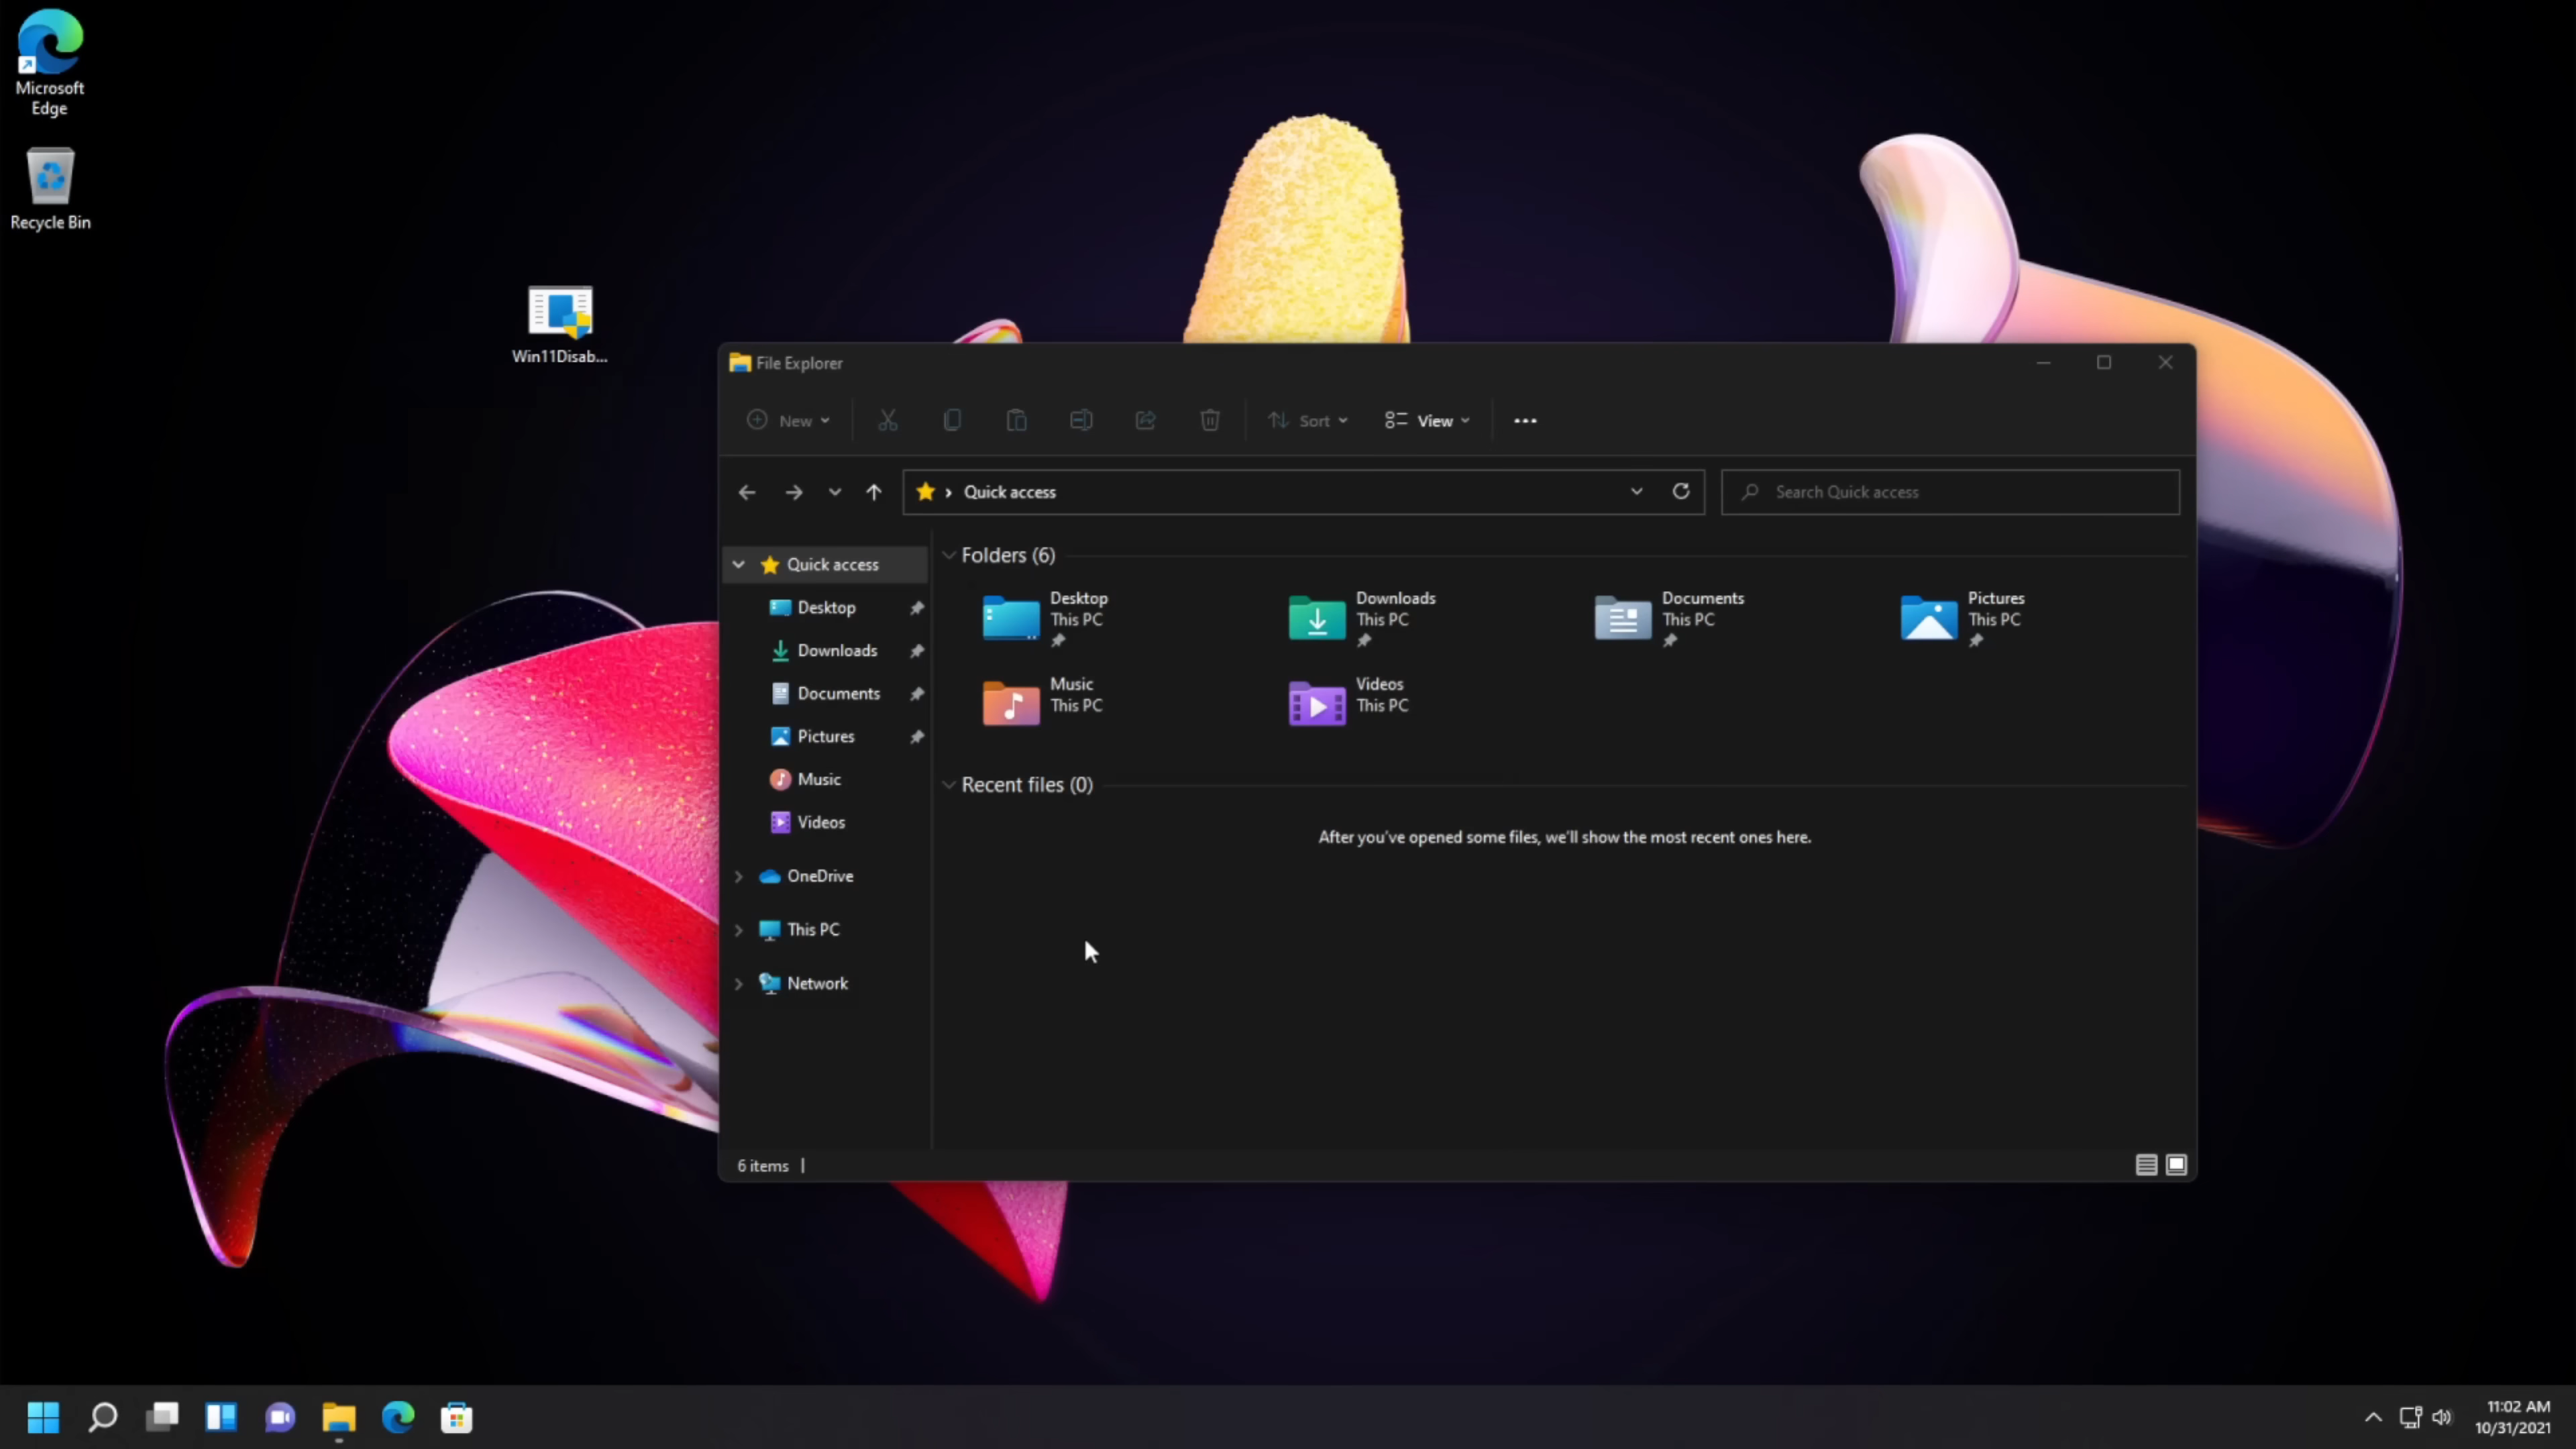 Microsoft
Edge
Recycle Bin
Win11Disab...
File Explorer
New
Sort
View
Quick access
Search Quick access
Quick access
Desktop
Downloads
Documents
Pictures
Music
Videos
OneDrive
This PC
Network
Folders (6)
Desktop
This PC
Downloads
This PC
Documents
This PC
Pictures
This PC
Music
This PC
Videos
This PC
Recent files (0)
After you've opened some files, we'll show the most recent ones here.
6 items
11:02 AM
10/31/2021